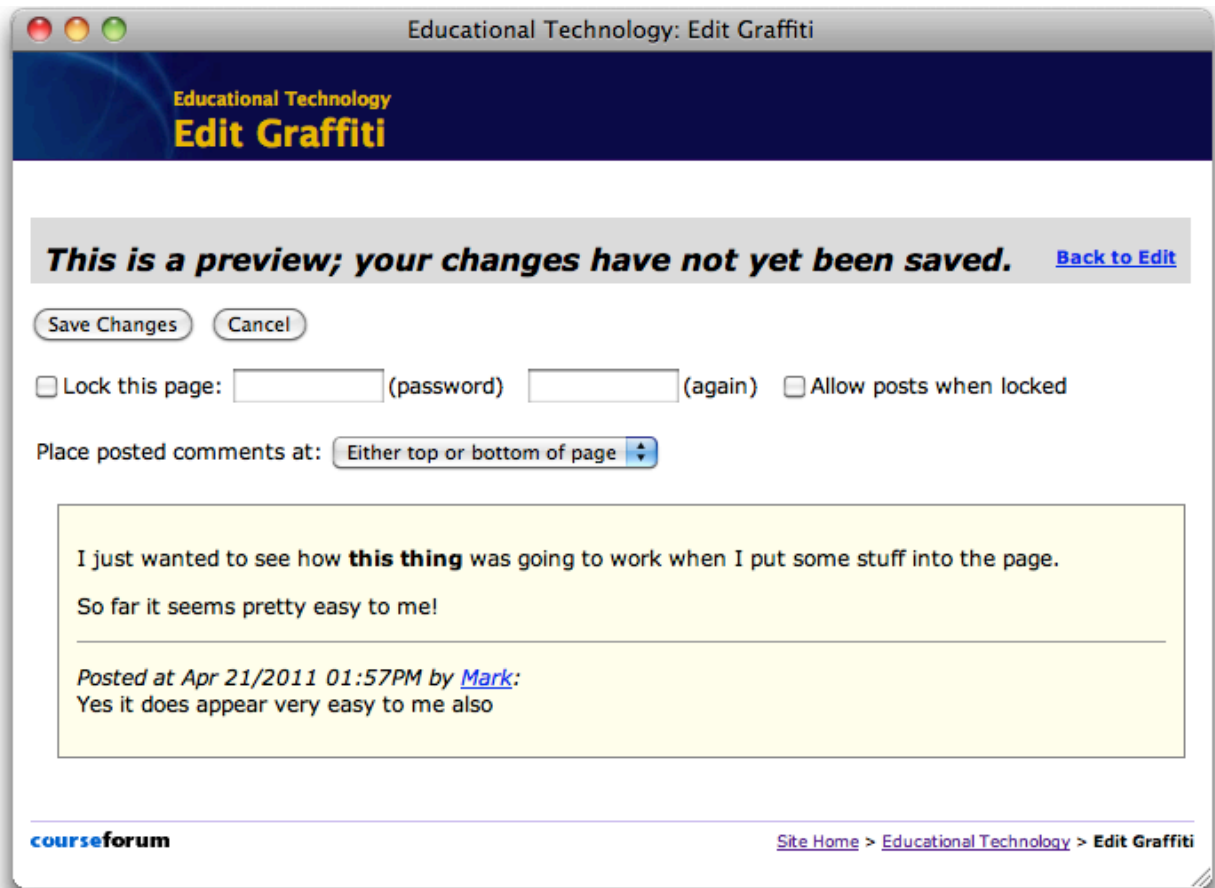 Educational Technology: Edit Graffiti
Educational Technology
Edit Graffiti
This is a preview; your changes have not yet been saved. Back to Edit
Save Changes Cancel
Lock this page: (password) (again) Allow posts when locked
Place posted comments at: Either top or bottom of page
I just wanted to see how this thing was going to work when I put some stuff into the page.
So far it seems pretty easy to me!
Posted at Apr 21/2011 01:57PM by Mark:
Yes it does appear very easy to me also
courseforum Site Home > Educational Technology > Edit Graffiti